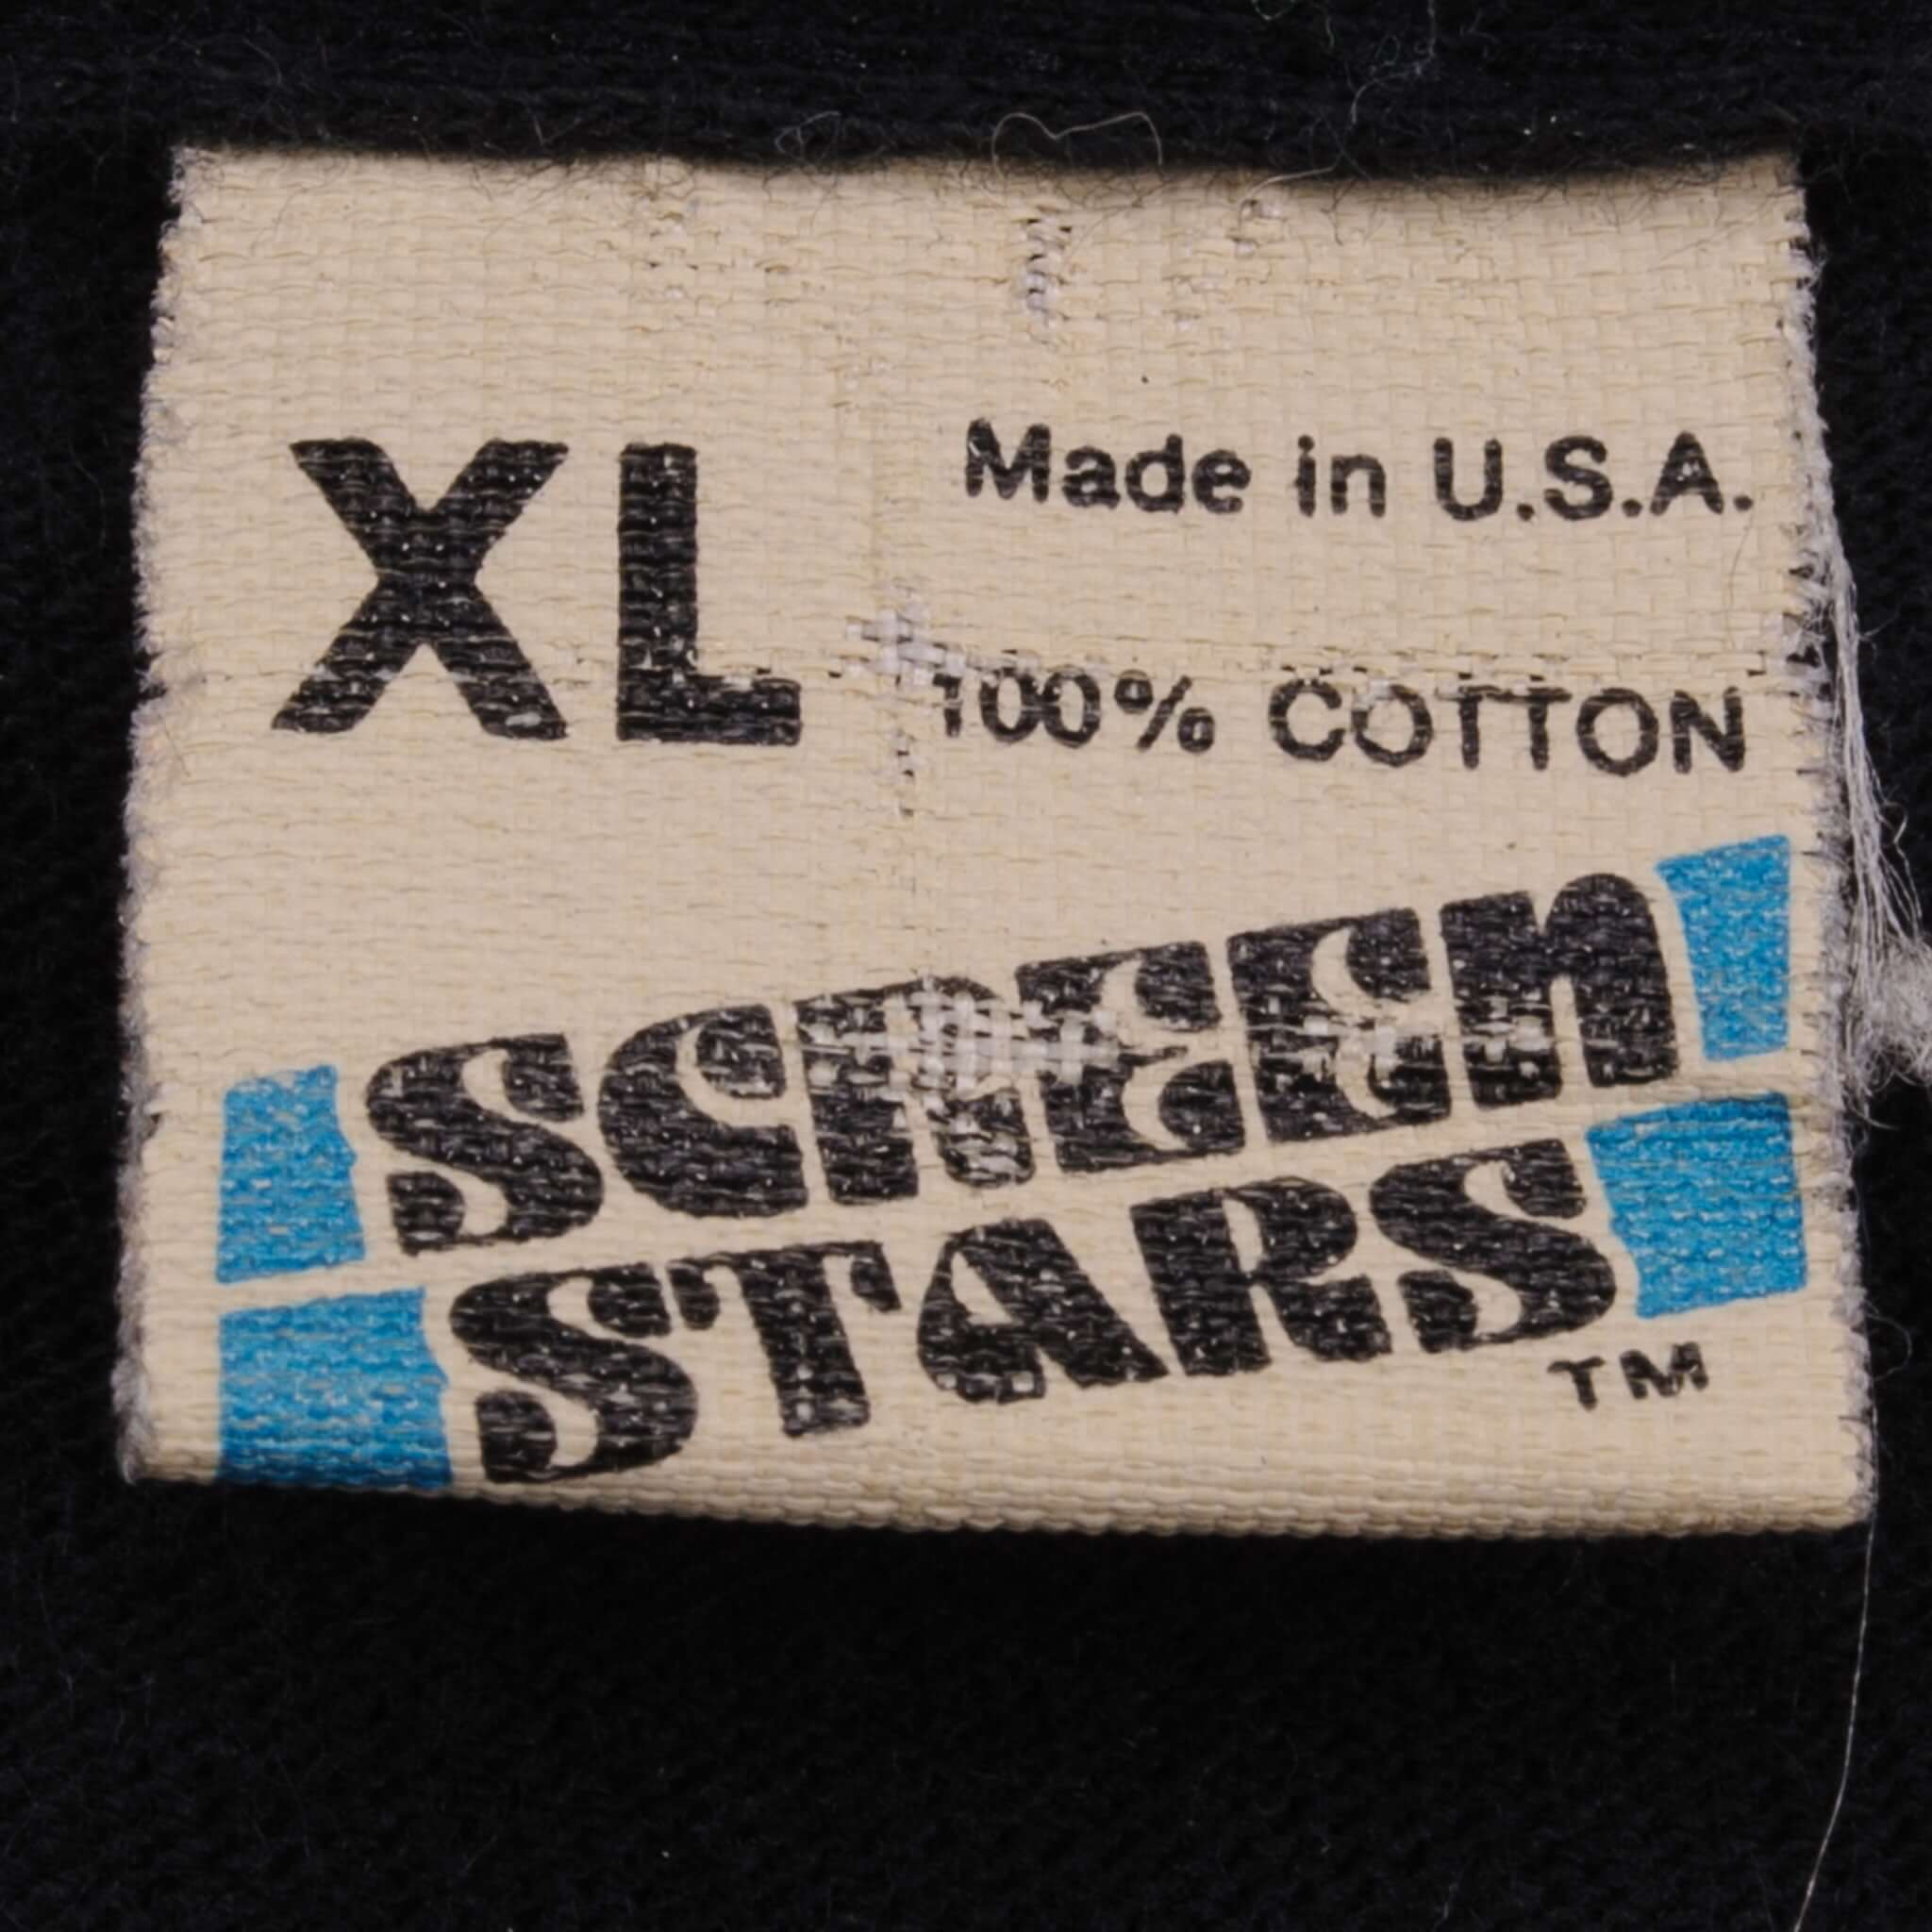 XL
Made in U.S.A.
100% COTTON
SCREEN
STARS
TM